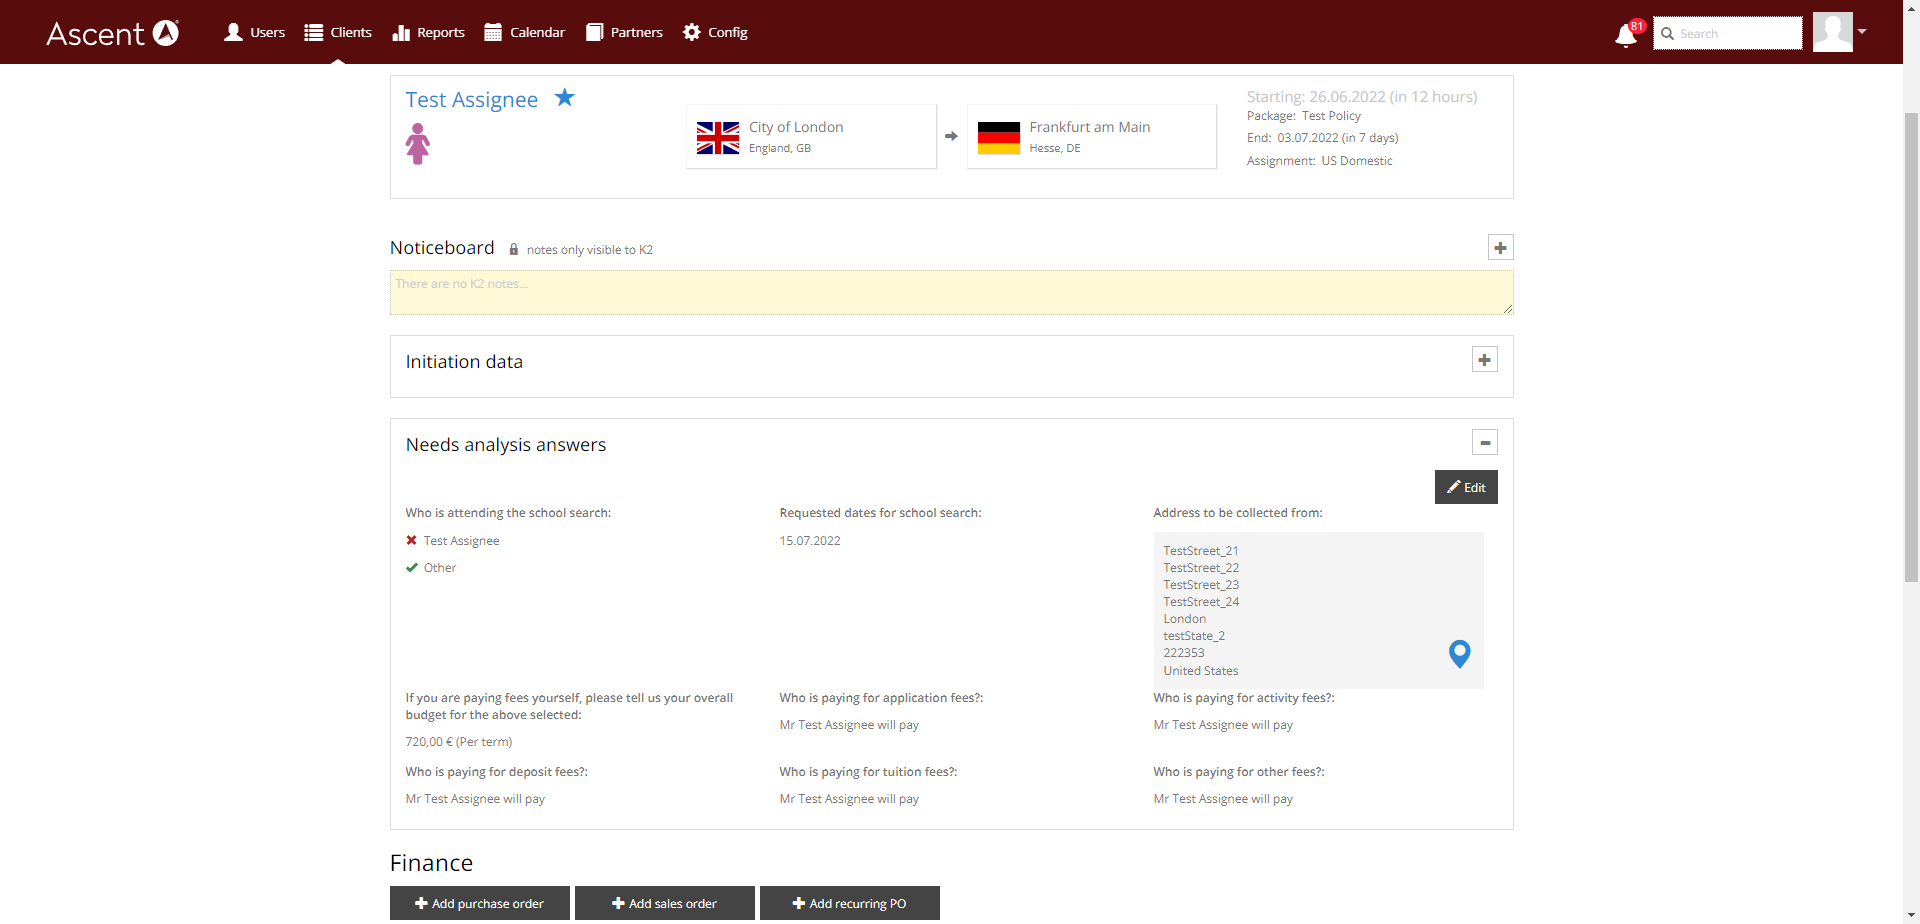 Ascent
Users
Clients
Reports
Calendar
Partners
Config
81
Search
Test Assignee
City of London
England, GB
Frankfurt am Main
Hesse, DE
Starting: 26.06.2022 (in 12 hours)
Package: Test Policy
End: 03.07.2022 (in 7 days)
Assignment: US Domestic
Noticeboard
notes only visible to K2
There are no K2 notes...
Initiation data
Needs analysis answers
Edit
Who is attending the school search:
Test Assignee
Other
Requested dates for school search:
15.07.2022
Address to be collected from:
TestStreet_21
TestStreet_22
TestStreet_23
TestStreet_24
London
testState_2
222353
United States
If you are paying fees yourself, please tell us your overall
budget for the above selected:
720,00 € (Per term)
Who is paying for application fees?:
Mr Test Assignee will pay
Who is paying for activity fees?:
Mr Test Assignee will pay
Who is paying for deposit fees?:
Mr Test Assignee will pay
Who is paying for tuition fees?:
Mr Test Assignee will pay
Who is paying for other fees?:
Mr Test Assignee will pay
Finance
Add purchase order
Add sales order
Add recurring PO